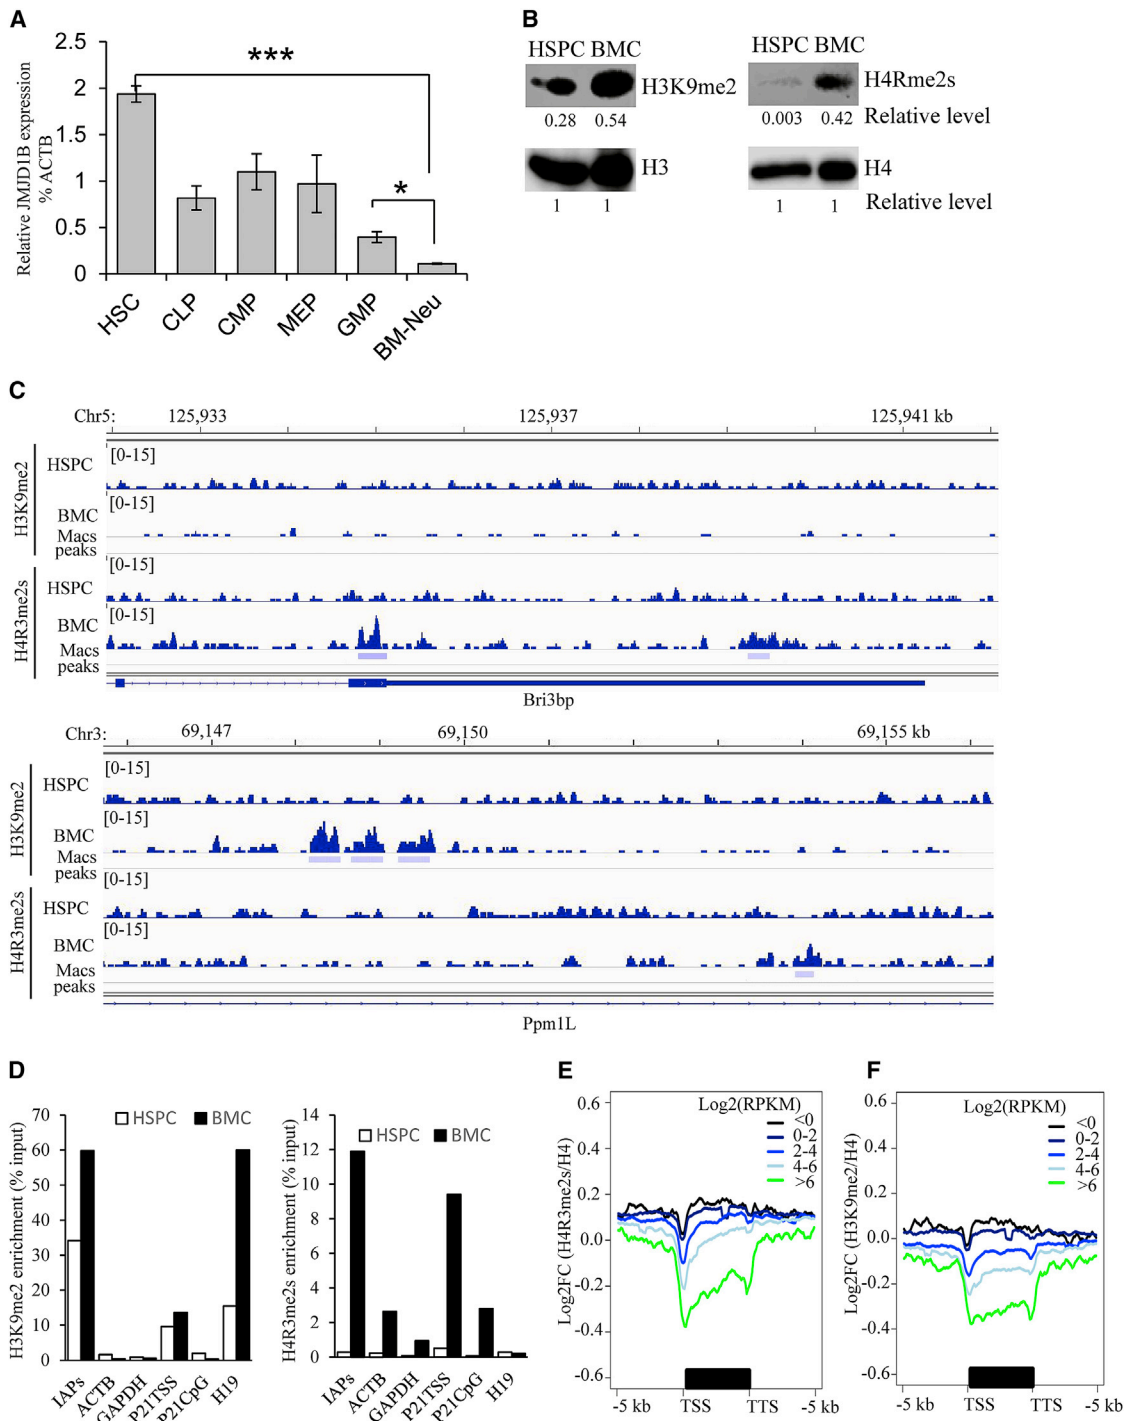 A
Relative JMJD1B expression
% ACTB
2.5
2
1.5
1
0.5
0
***
*
HSC
CLP
CMP
MEP
GMP
BM-Neu
B
HSPC BMC
H3K9me2
0.28 0.54
H3
1 1
HSPC BMC
H4Rme2s
0.003 0.42 Relative level
H4
1 1 Relative level
C
Chr5: 125,933 125,937 125,941 kb
H3K9me2
HSPC
[0-15]
BMC
[0-15]
Macs
peaks
H4R3me2s
HSPC
[0-15]
BMC
[0-15]
Macs
peaks
Bri3bp
Chr3: 69,147 69,150 69,155 kb
H3K9me2
HSPC
[0-15]
BMC
[0-15]
Macs
peaks
H4R3me2s
HSPC
[0-15]
BMC
[0-15]
Macs
peaks
Ppm1L
D
H3K9me2 enrichment (% input)
70
60
50
40
30
20
10
0
HSPC BMC
IAPs
ACTB
GAPDH
P21TSS
P21CpG
H19
H4R3me2s enrichment (% input)
14
12
10
8
6
4
2
0
HSPC BMC
IAPs
ACTB
GAPDH
P21TSS
P21CpG
H19
E
Log2FC (H4R3me2s/H4)
0.6
0.4
0.2
0.0
-0.2
-0.4
-0.6
Log2(RPKM)
<0
0-2
2-4
4-6
>6
-5 kb TSS TTS -5 kb
F
Log2FC (H3K9me2/H4)
0.6
0.4
0.2
0.0
-0.2
-0.4
-0.6
Log2(RPKM)
<0
0-2
2-4
4-6
>6
-5 kb TSS TTS -5 kb